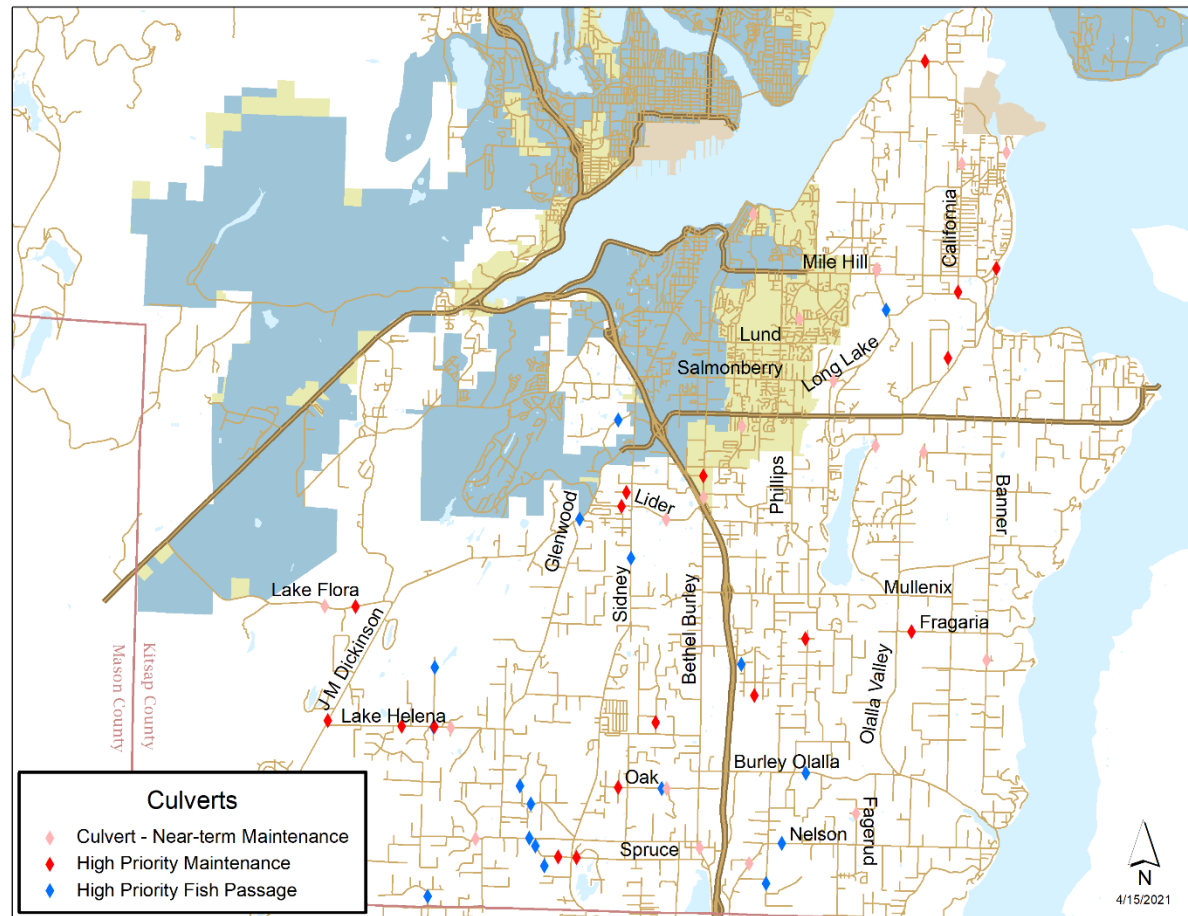 California
Mile Hill
Lund
Long Lake
Salmonberry
Phillips
Banner
Lider
Glenwood
Sidney
Bethel Burley
Mullenix
Lake Flora
Fragaria
J M Dickinson
Olalla Valley
Kitsap County
Mason County
Lake Helena
Burley Olalla
Oak
Fagerud
Nelson
Spruce
Culverts
Culvert - Near-term Maintenance
High Priority Maintenance
High Priority Fish Passage
N
4/15/2021